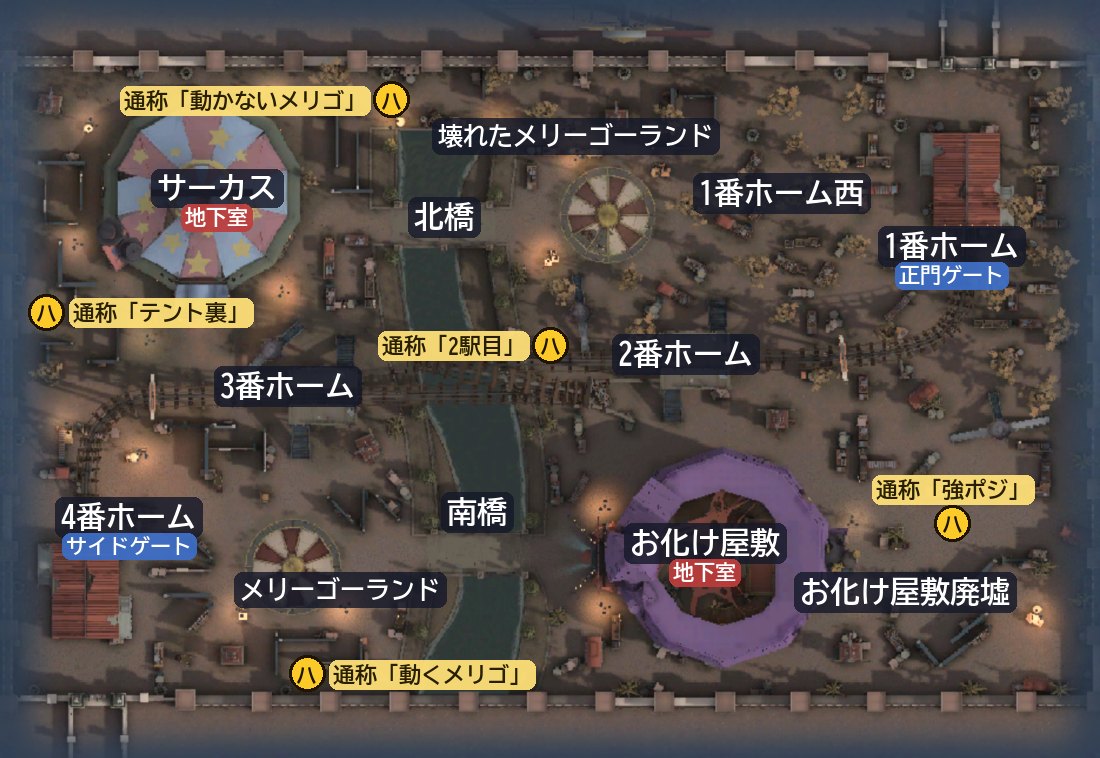 通称「動かないメリゴ」 ハ
壊れたメリーゴーランド
サーカス
地下室
北橋
1番ホーム西
1番ホーム
正門ゲート
ハ 通称「テント裏」
通称「2駅目」 ハ
2番ホーム
3番ホーム
通称「強ポジ」
ハ
4番ホーム
サイドゲート
南橋
お化け屋敷
地下室
メリーゴーランド
お化け屋敷廃墟
ハ 通称「動くメリゴ」